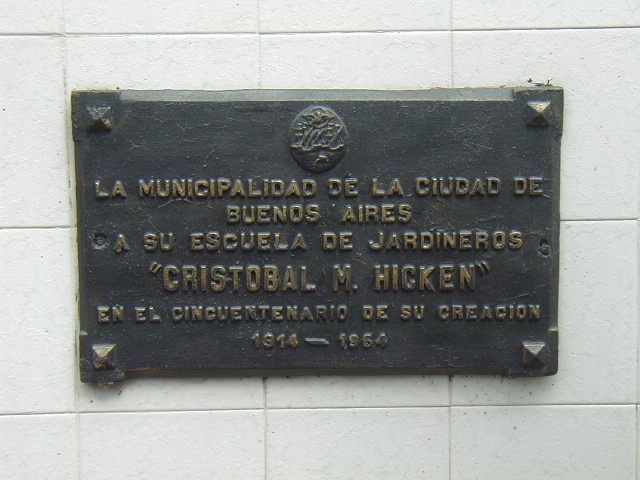 LA MUNICIPALIDAD DE LA CIUDAD DE
BUENOS AIRES
A SU ESCUELA DE JARDINEROS
"CRISTOBAL M. HICKEN"
EN EL CINCUENTENARIO DE SU CREACION
1914 — 1964